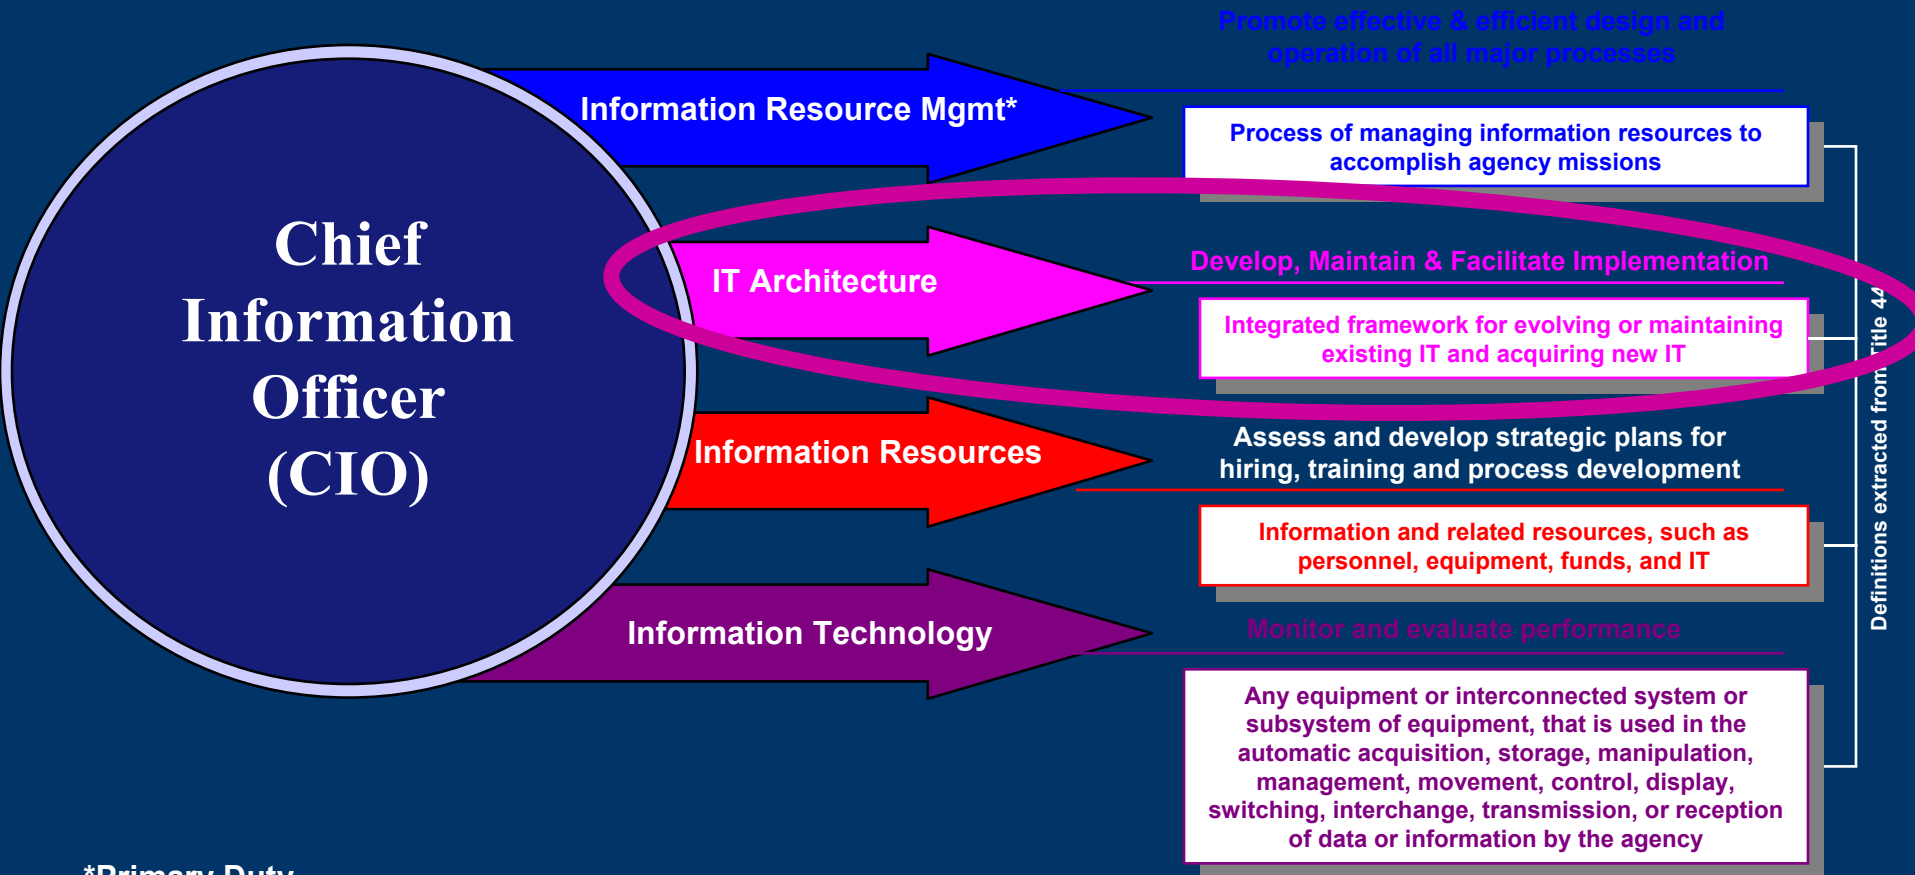 Promote effective & efficient design and
operation of all major processes
Information Resource Mgmt*
Process of managing information resources to
accomplish agency missions
Chief
Information
Officer
(CIO)
IT Architecture
Develop, Maintain & Facilitate Implementation
Integrated framework for evolving or maintaining
existing IT and acquiring new IT
Information Resources
Assess and develop strategic plans for
hiring, training and process development
Information and related resources, such as
personnel, equipment, funds, and IT
Information Technology
Monitor and evaluate performance
Any equipment or interconnected system or
subsystem of equipment, that is used in the
automatic acquisition, storage, manipulation,
management, movement, control, display,
switching, interchange, transmission, or reception
of data or information by the agency
Definitions extracted from Title 44
*Primary Duty